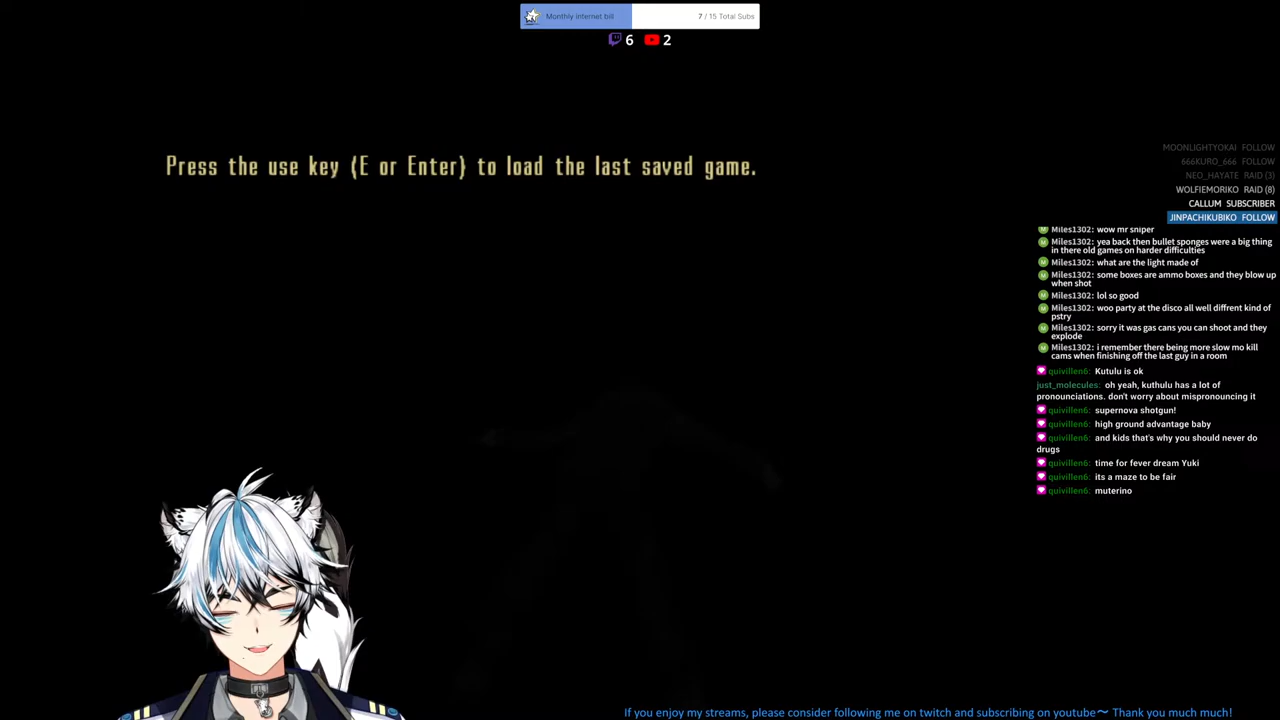 Monthly internet bill 7 / 15 Total Subs
6 2
Press the use key (E or Enter) to load the last saved game.
MOONLIGHTYOKAI FOLLOW
666KURO_666 FOLLOW
NEO_HAYATE RAID (3)
WOLFIEMORIKO RAID (8)
CALLUM SUBSCRIBER
JINPACHIKUBIKO FOLLOW
Miles1302: wow mr sniper
Miles1302: yea back then bullet sponges were a big thing
in there old games on harder difficulties
Miles1302: what are the light made of
Miles1302: some boxes are ammo boxes and they blow up
when shot
Miles1302: lol so good
Miles1302: woo party at the disco all well diffrent kind of
pstry
Miles1302: sorry it was gas cans you can shoot and they
explode
Miles1302: i remember there being more slow mo kill
cams when finishing off the last guy in a room
quivillen6: Kutulu is ok
just_molecules: oh yeah, kuthulu has a lot of
pronounciations. don't worry about mispronouncing it
quivillen6: supernova shotgun!
quivillen6: high ground advantage baby
quivillen6: and kids that's why you should never do
drugs
quivillen6: time for fever dream Yuki
quivillen6: its a maze to be fair
quivillen6: muterino
If you enjoy my streams, please consider following me on twitch and subscribing on youtube～ Thank you much much!